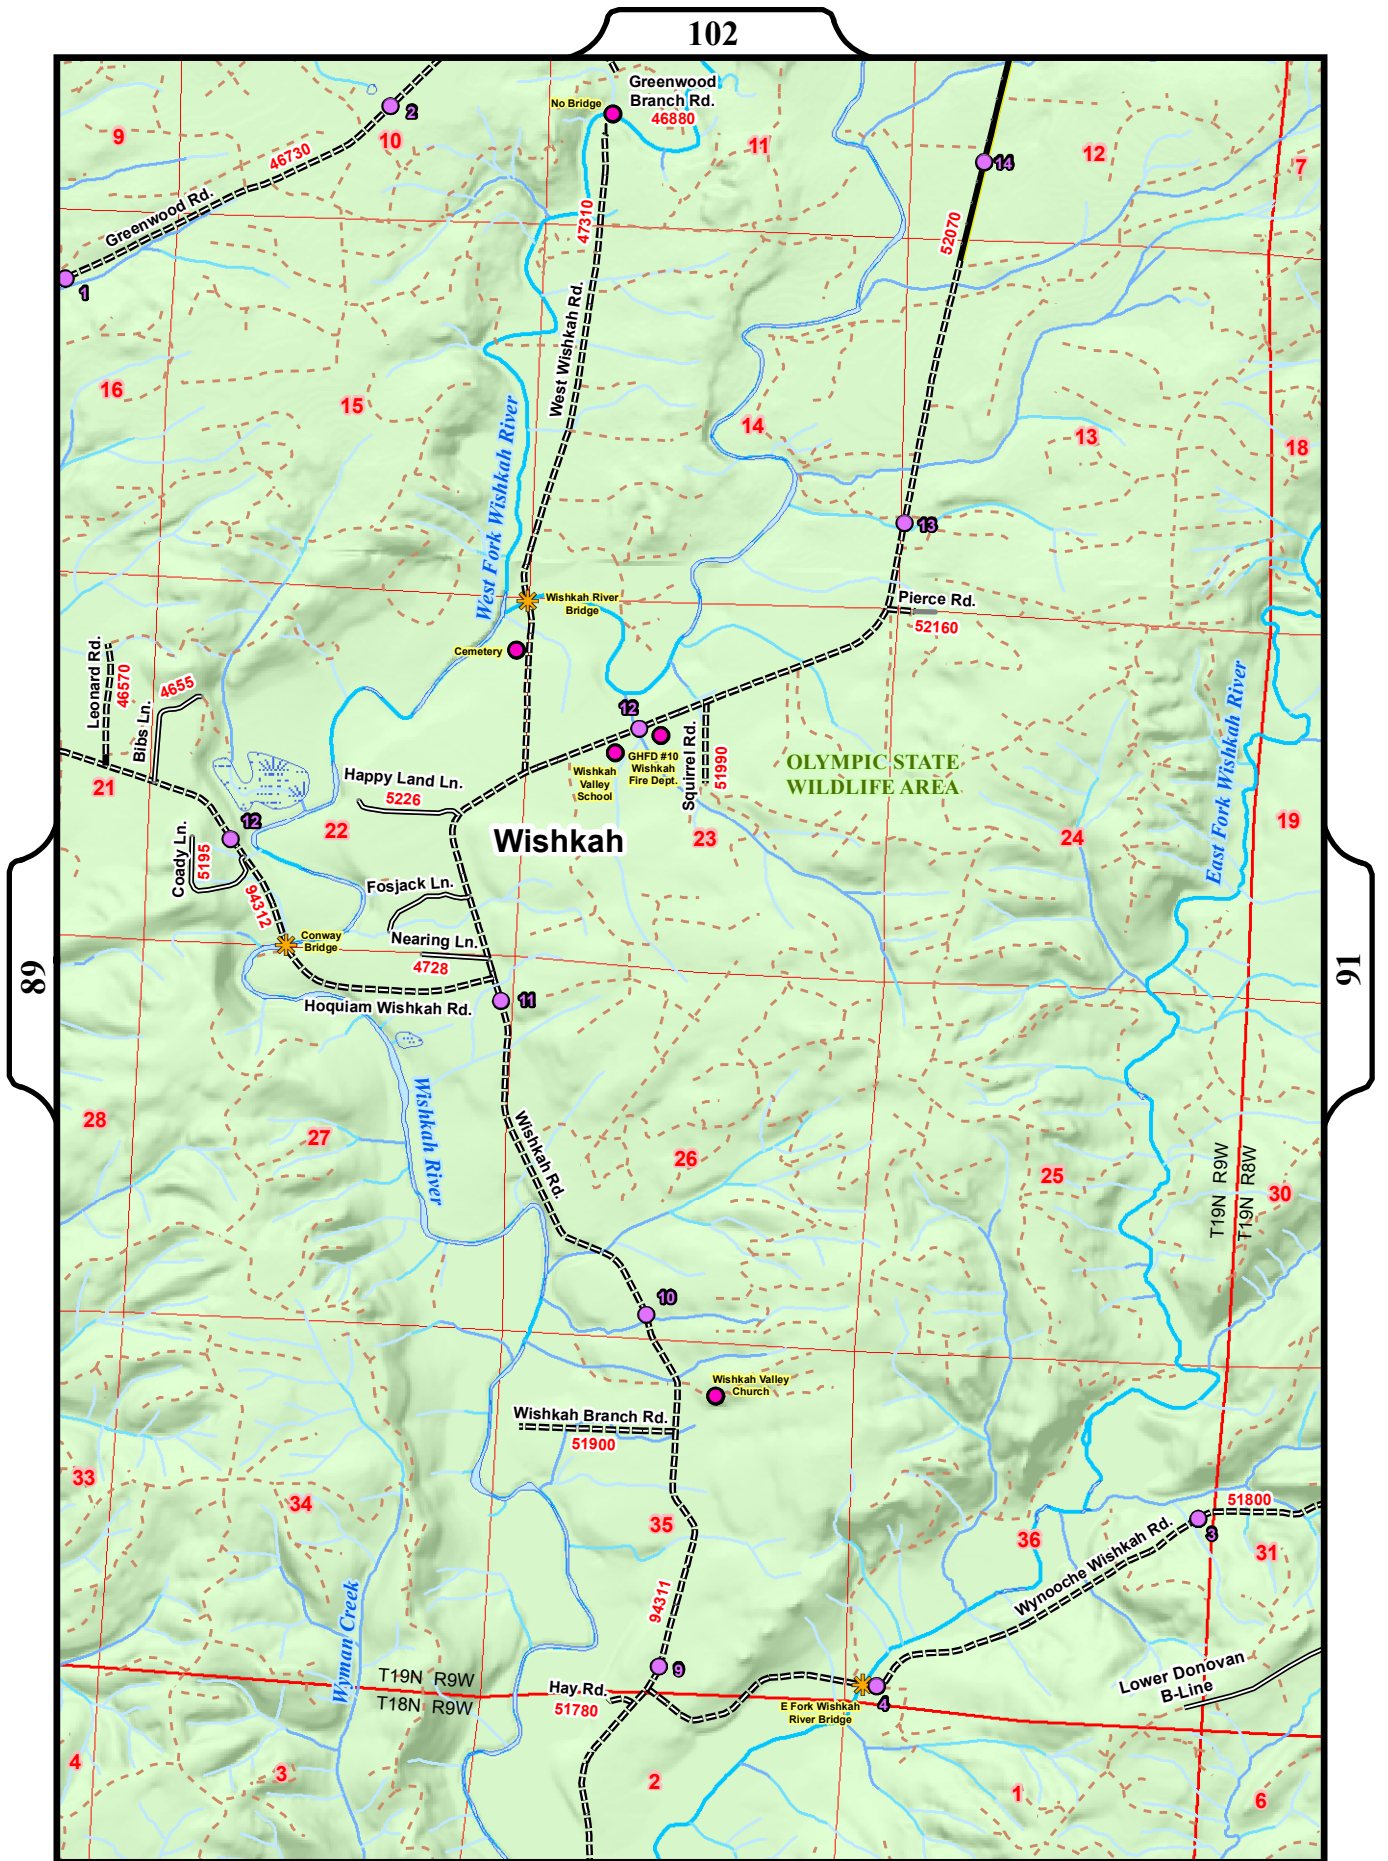 102
No Bridge
Greenwood
Branch Rd.
46880
2
9
10
11
12
14
7
46730
Greenwood Rd.
47310
52070
1
West Wishkah Rd.
16
15
14
13
18
West Fork Wishkah River
13
Wishkah River
Bridge
Pierce Rd.
52160
Cemetery
Leonard Rd.
46570
4655
Bibs Ln.
East Fork Wishkah River
12
GHFD #10
Wishkah
Fire Dept.
Wishkah
Valley
School
Squirrel Rd.
51990
OLYMPIC STATE
WILDLIFE AREA
21
Happy Land Ln.
5226
12
22
Wishkah
23
24
19
Coady Ln.
5195
94312
Fosjack Ln.
Conway
Bridge
Nearing Ln.
4728
89
91
Hoquiam Wishkah Rd.
11
28
27
Wishkah River
Wishkah Rd.
26
25
T19N R9W
T19N R8W
30
10
Wishkah Valley
Church
Wishkah Branch Rd.
51900
33
34
35
36
51800
3
31
Wynooche Wishkah Rd.
94311
Wyman Creek
T19N R9W
T18N R9W
9
Hay Rd.
51780
E Fork Wishkah
River Bridge
4
Lower Donovan
B-Line
4
3
2
1
6